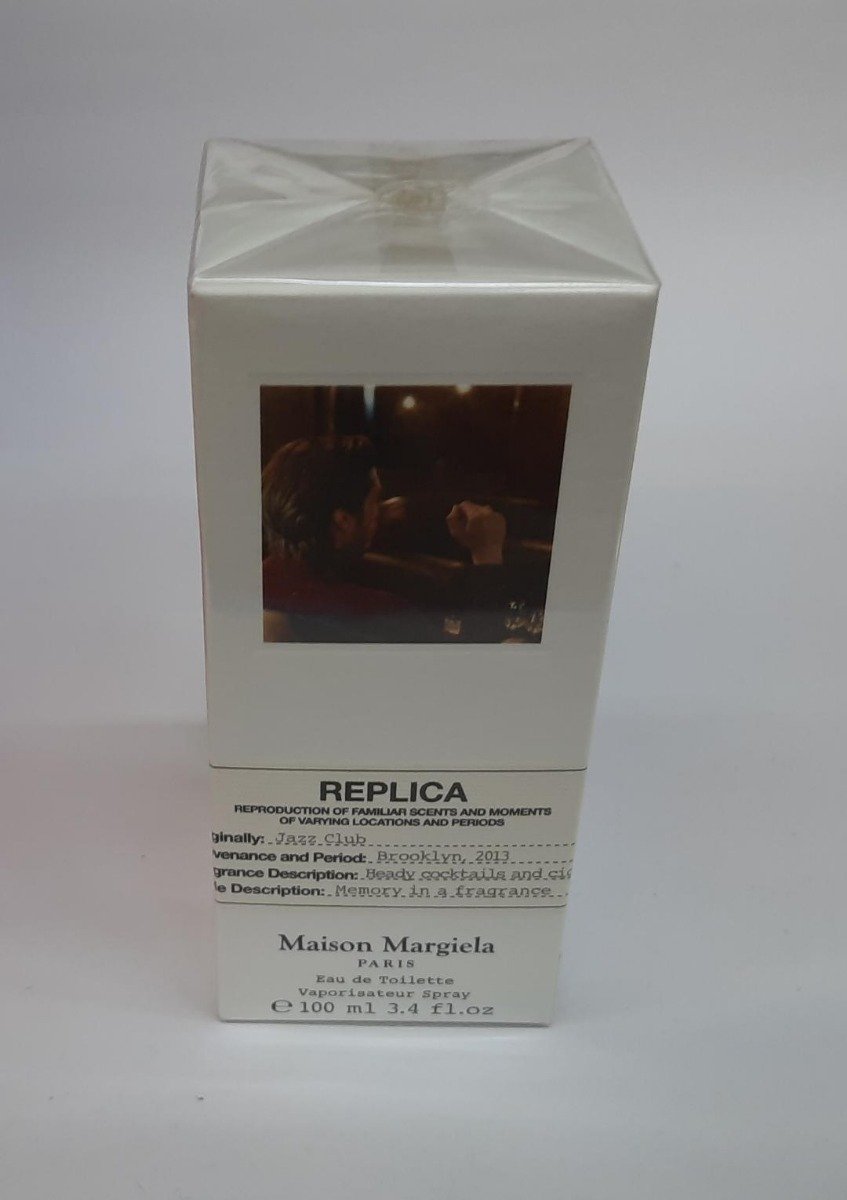 REPLICA
REPRODUCTION OF FAMILIAR SCENTS AND MOMENTS
OF VARYING LOCATIONS AND PERIODS
ginally: Jazz Club
venance and Period: Brooklyn, 2013
grance Description: Heady cocktails and cig
le Description: Memory in a fragrance
Maison Margiela
PARIS
Eau de Toilette
Vaporisateur Spray
℮ 100 ml 3.4 fl.oz